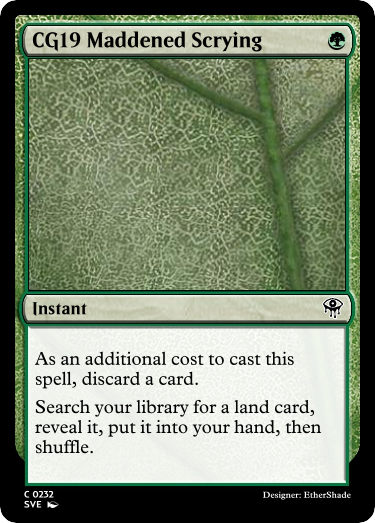 CG19 Maddened Scrying
Instant
As an additional cost to cast this
spell, discard a card.
Search your library for a land card,
reveal it, put it into your hand, then
shuffle.
C 0232
SVE
Designer: EtherShade